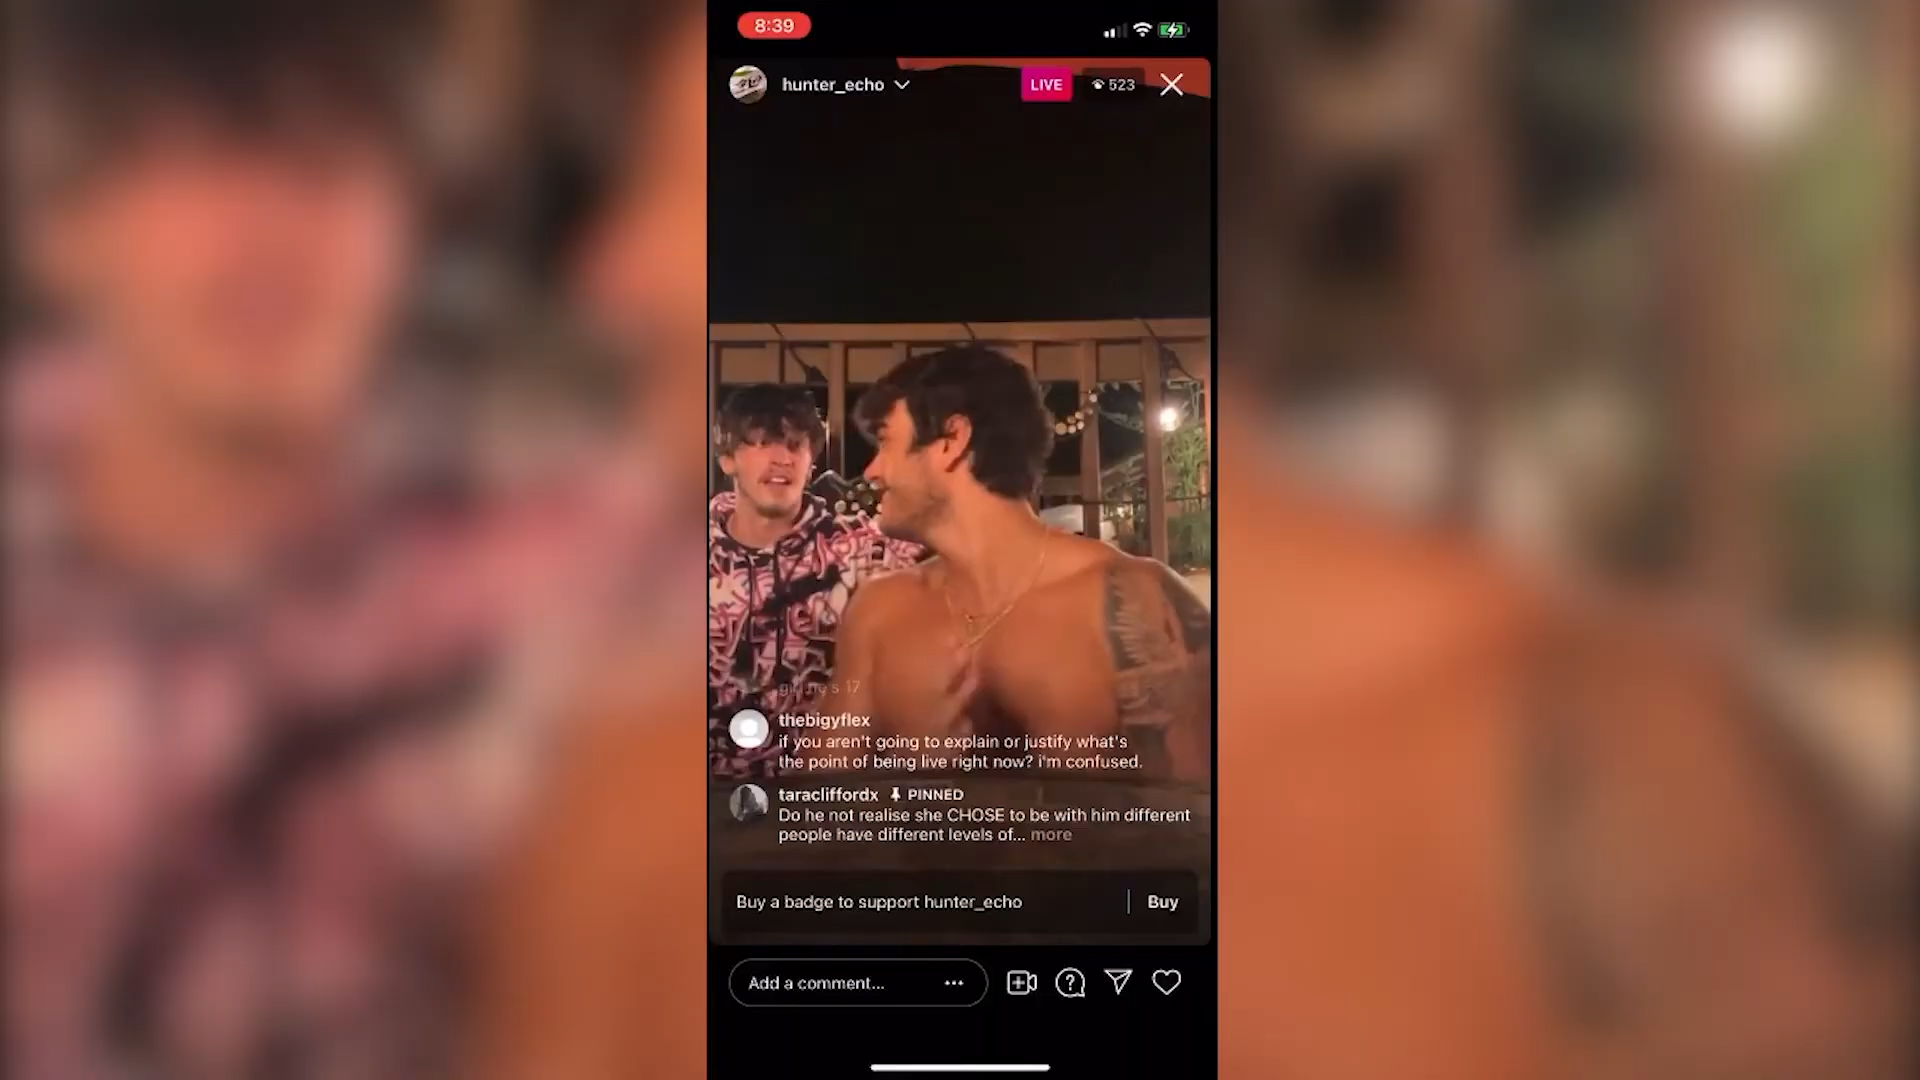 8:39
hunter_echo
LIVE
523
's 17
thebigyflex
if you aren't going to explain or justify what's
the point of being live right now? i'm confused.
taracliffordx PINNED
Do he not realise she CHOSE to be with him different
people have different levels of... more
Buy a badge to support hunter_echo
Buy
Add a comment...